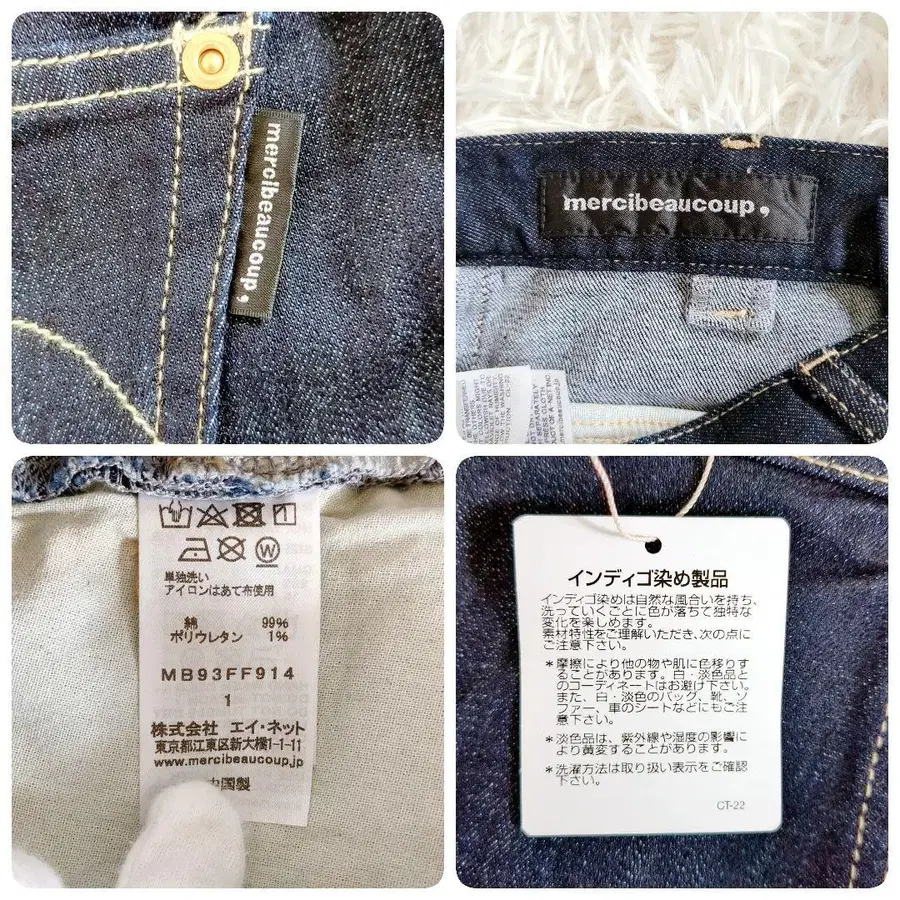 mercibeaucoup,
mercibeaucoup,
CL-22
単独洗い
アイロンはあて布使用
綿 99%
ポリウレタン 1%
MB93FF914
1
株式会社 エイ・ネット
東京都江東区新大橋1-1-11
www.mercibeaucoup.jp
中国製
インディゴ染め製品
インディゴ染めは自然な風合いを持ち、
洗っていくごとに色が落ちて独特な
変化を楽しめます。
素材特性をご理解いただき、次の点に
ご注意下さい。
*摩擦により他の物や肌に色移りす
ることがあります。白・淡色品と
のコーディネートはお避け下さい。
また、白・淡色のバッグ、靴、ソ
ファー、車のシートなどにもご注
意下さい。
*淡色品は、紫外線や湿度の影響に
より黄変することがあります。
*洗濯方法は取り扱い表示をご確認
下さい。
CT-22